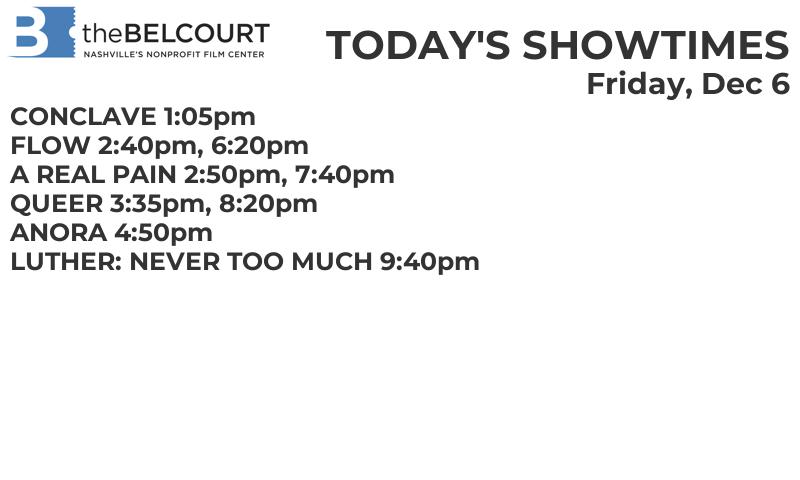 B theBELCOURT
NASHVILLE'S NONPROFIT FILM CENTER
TODAY'S SHOWTIMES
Friday, Dec 6
CONCLAVE 1:05pm
FLOW 2:40pm, 6:20pm
A REAL PAIN 2:50pm, 7:40pm
QUEER 3:35pm, 8:20pm
ANORA 4:50pm
LUTHER: NEVER TOO MUCH 9:40pm